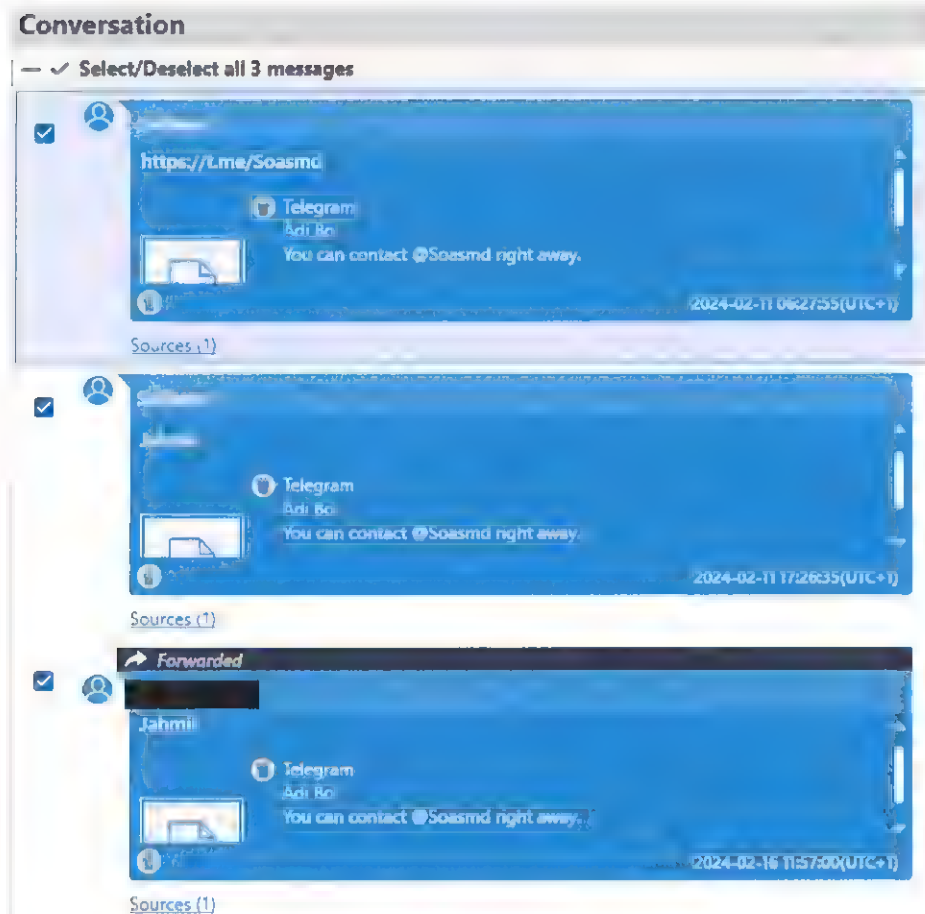 Conversation
Select/Deselect all 3 messages
https://t.me/Soasmd
Telegram
Adi Boi
You can contact @Soasmd right away.
2024-02-11 06:27:55(UTC+1)
Sources (1)
Telegram
Adi Boi
You can contact @Soasmd right away.
2024-02-11 17:26:35(UTC+1)
Sources (1)
Forwarded
Jahmil
Telegram
Adi Boi
You can contact @Soasmd right away.
2024-02-16 11:57:00(UTC+1)
Sources (1)